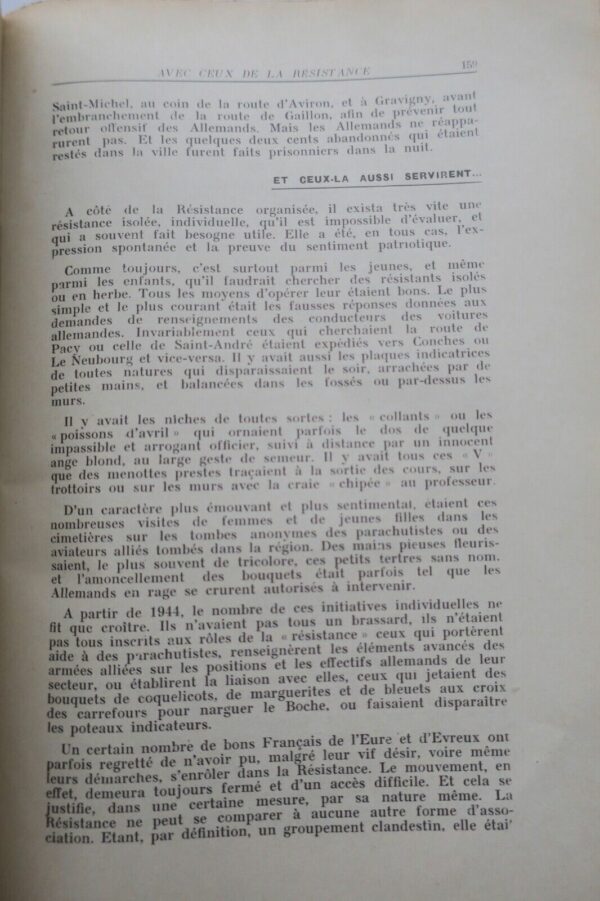 AVEC CEUX DE LA RESISTANCE 159
Saint-Michel, au coin de la route d'Aviron, et à Gravigny, avant
l'embranchement de la route de Gaillon, afin de prévenir tout
retour offensif des Allemands. Mais les Allemands ne réappa-
rurent pas. Et les quelques deux cents abandonnés qui étaient
restés dans la ville furent faits prisonniers dans la nuit.
ET CEUX-LA AUSSI SERVIRENT...
A côté de la Résistance organisée, il exista très vite une
résistance isolée, individuelle, qu'il est impossible d'évaluer, et
qui a souvent fait besogne utile. Elle a été, en tous cas, l'ex-
pression spontanée et la preuve du sentiment patriotique.
Comme toujours, c'est surtout parmi les jeunes, et même
parmi les enfants, qu'il faudrait chercher des résistants isolés
ou en herbe. Tous les moyens d'opérer leur étaient bons. Le plus
simple et le plus courant était les fausses réponses données aux
demandes de renseignements des conducteurs des voitures
allemandes. Invariablement ceux qui cherchaient la route de
Pacy ou celle de Saint-André étaient expédiés vers Conches ou
Le Neubourg et vice-versa. Il y avait aussi les plaques indicatrices
de toutes natures qui disparaissaient le soir, arrachées par de
petites mains, et balancées dans les fossés ou par-dessus les
murs.
Il y avait les niches de toutes sortes : les « collants » ou les
« poissons d'avril » qui ornaient parfois le dos de quelque
impassible et arrogant officier, suivi à distance par un innocent
ange blond, au large geste de semeur. Il y avait tous ces « V »
que des menottes prestes traçaient à la sortie des cours, sur les
trottoirs ou sur les murs avec la craie « chipée » au professeur.
D'un caractère plus émouvant et plus sentimental, étaient ces
nombreuses visites de femmes et de jeunes filles dans les
cimetières sur les tombes anonymes des parachutistes ou des
aviateurs alliés tombés dans la région. Des mains pieuses fleuris-
saient, le plus souvent de tricolore, ces petits tertres sans nom.
et l'amoncellement des bouquets était parfois tel que les
Allemands en rage se crurent autorisés à intervenir.
A partir de 1944, le nombre de ces initiatives individuelles ne
fit que croître. Ils n'avaient pas tous un brassard, ils n'étaient
pas tous inscrits aux rôles de la « résistance » ceux qui portèrent
aide à des parachutistes, renseignèrent les éléments avancés des
armées alliées sur les positions et les effectifs allemands de leur
secteur, ou établirent la liaison avec elles, ceux qui jetaient des
bouquets de coquelicots, de marguerites et de bleuets aux croix
des carrefours pour narguer le Boche, ou faisaient disparaître
les poteaux indicateurs.
Un certain nombre de bons Français de l'Eure et d'Evreux ont
parfois regretté de n'avoir pu, malgré leur vif désir, voire même
leurs démarches, s'enrôler dans la Résistance. Le mouvement, en
effet, demeura toujours fermé et d'un accès difficile. Et cela se
justifie, dans une certaine mesure, par sa nature même. La
Résistance ne peut se comparer à aucune autre forme d'asso-
ciation. Etant, par définition, un groupement clandestin, elle étai'